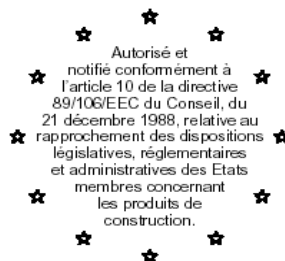 Autorisé et
notifié conformément à
l'article 10 de la directive
89/106/EEC du Conseil, du
21 décembre 1988, relative au
rapprochement des dispositions
législatives, réglementaires
et administratives des Etats
membres concernant
les produits de
construction.